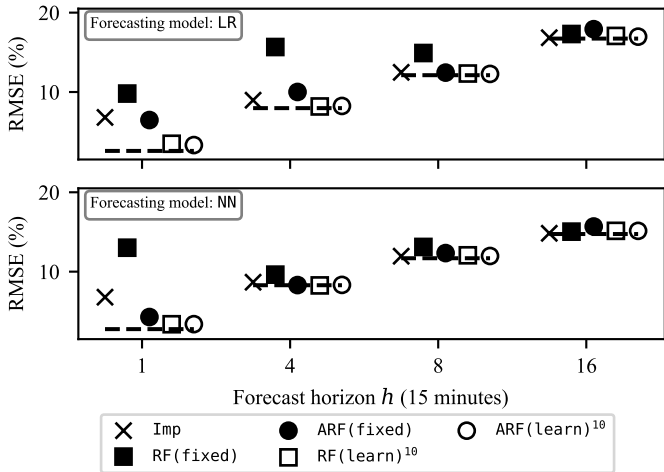 20
Forecasting model: LR
RMSE (%)
10
20
Forecasting model: NN
RMSE (%)
10
1 4 8 16
Forecast horizon h (15 minutes)
Imp ARF(fixed) ARF(learn)¹⁰
RF(fixed) RF(learn)¹⁰